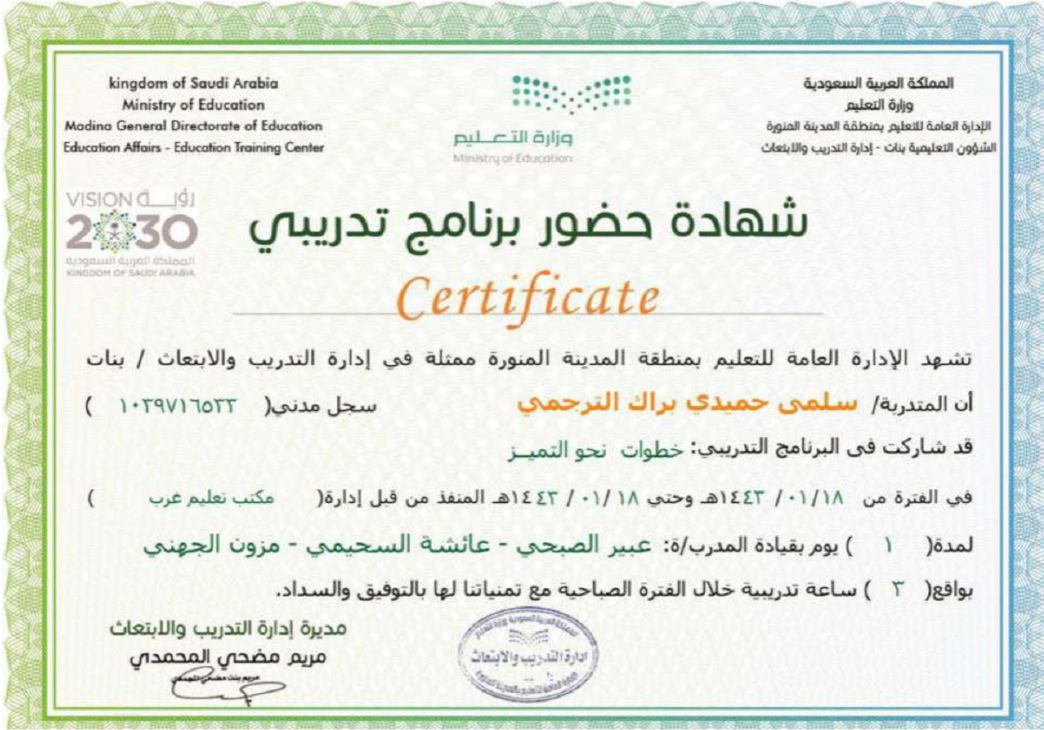 kingdom of Saudi Arabia
Ministry of Education
Madina General Directorate of Education
Education Affairs - Education Training Center
وزارة التعـليم
Ministry of Education
المملكة العربية السعودية
وزارة التعليم
الإدارة العامة للتعليم بمنطقة المدينة المنورة
الشؤون التعليمية بنات - إدارة التدريب والابتعاث
VISION رؤيــة
2030
المملكة العربية السعودية
KINGDOM OF SAUDI ARABIA
شهادة حضور برنامج تدريبي
Certificate
تشهد الإدارة العامة للتعليم بمنطقة المدينة المنورة ممثلة في إدارة التدريب والابتعاث / بنات
أن المتدربة/ سلمى حميدي براك الترجمي سجل مدني( ١٠٣٩٧١٦٥٣٣ )
قد شاركت في البرنامج التدريبي: خطوات نحو التميــز
في الفترة من ٠١/١٨ / ١٤٤٣هـ وحتى ١٨ /٠١ / ١٤٤٣هـ المنفذ من قبل إدارة( مكتب تعليم غرب )
لمدة( ١ ) يوم بقيادة المدرب/ة: عبير الصبحي - عائشة السحيمي - مزون الجهني
بواقع( ٣ ) ساعة تدريبية خلال الفترة الصباحية مع تمنياتنا لها بالتوفيق والسداد.
مديرة إدارة التدريب والابتعاث
مريم مضحي المحمدي
ادارة التدريب والابتعاث